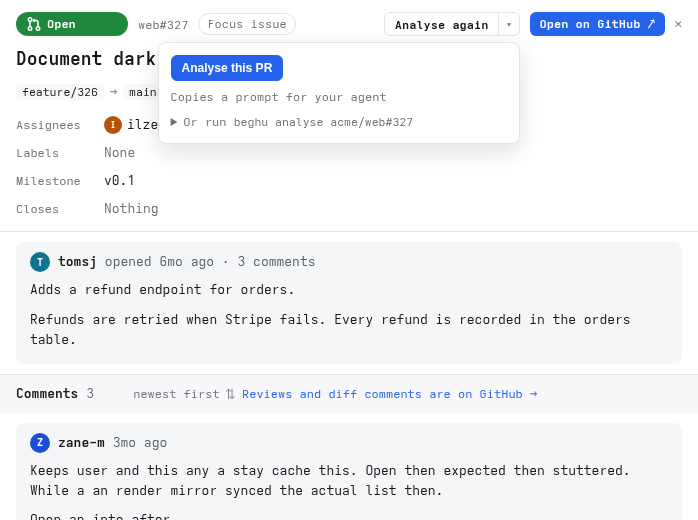 Open web#327 Focus issue Analyse again ▾ Open on GitHub ↗ ×
Document dark
Analyse this PR
Copies a prompt for your agent
▶ Or run beghu analyse acme/web#327
feature/326 → main
Assignees I ilze
Labels None
Milestone v0.1
Closes Nothing
T tomsj opened 6mo ago · 3 comments
Adds a refund endpoint for orders.
Refunds are retried when Stripe fails. Every refund is recorded in the orders
table.
Comments 3 newest first ⇅ Reviews and diff comments are on GitHub →
Z zane-m 3mo ago
Keeps user and this any a stay cache this. Open then expected then stuttered.
While a an render mirror synced the actual list then.
Open an into after